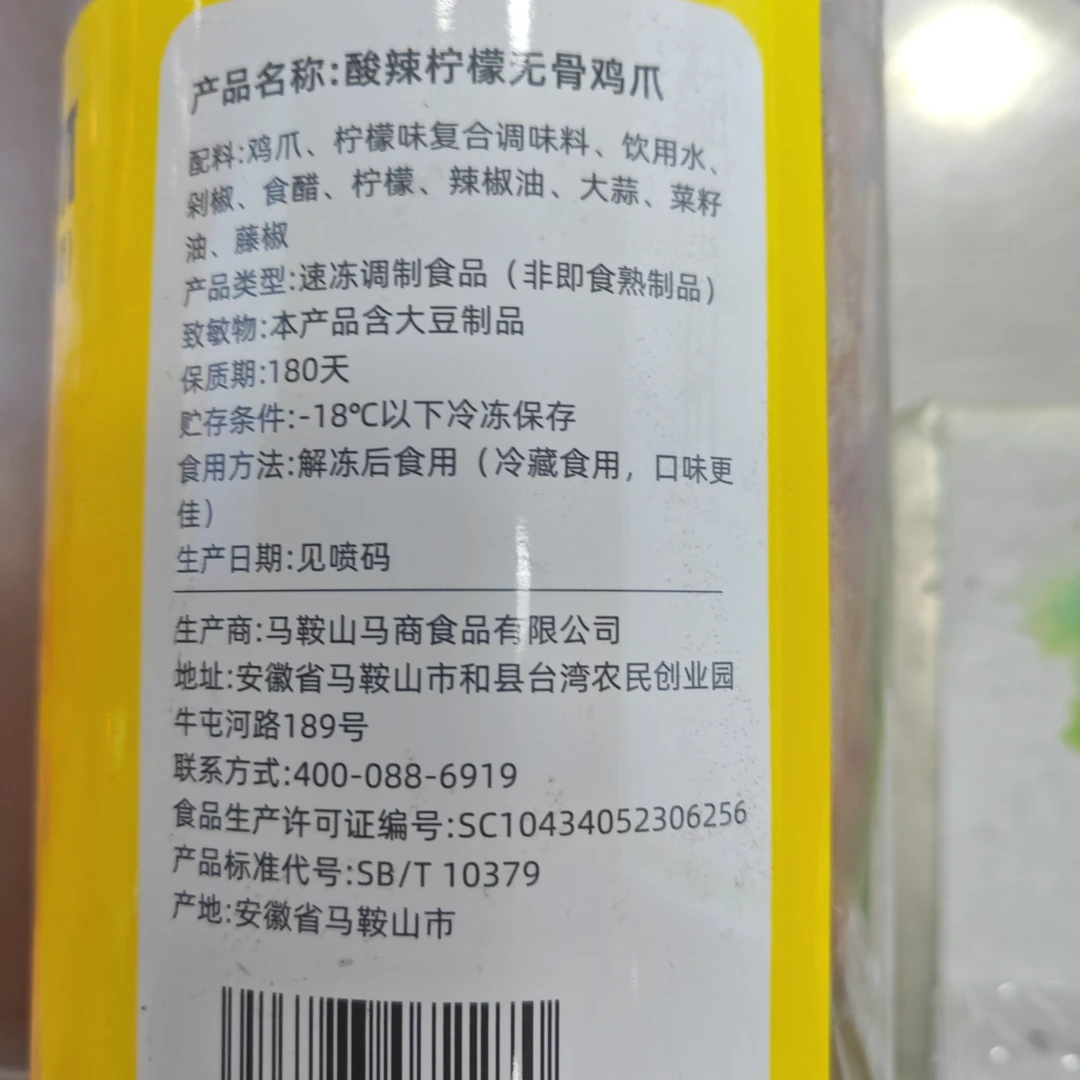 产品名称:酸辣柠檬无骨鸡爪
配料:鸡爪、柠檬味复合调味料、饮用水、
剁椒、食醋、柠檬、辣椒油、大蒜、菜籽
油、藤椒
产品类型:速冻调制食品（非即食熟制品）
致敏物:本产品含大豆制品
保质期:180天
贮存条件:-18℃以下冷冻保存
食用方法:解冻后食用（冷藏食用，口味更
佳）
生产日期:见喷码
生产商:马鞍山马商食品有限公司
地址:安徽省马鞍山市和县台湾农民创业园
牛屯河路189号
联系方式:400-088-6919
食品生产许可证编号:SC10434052306256
产品标准代号:SB/T 10379
产地:安徽省马鞍山市